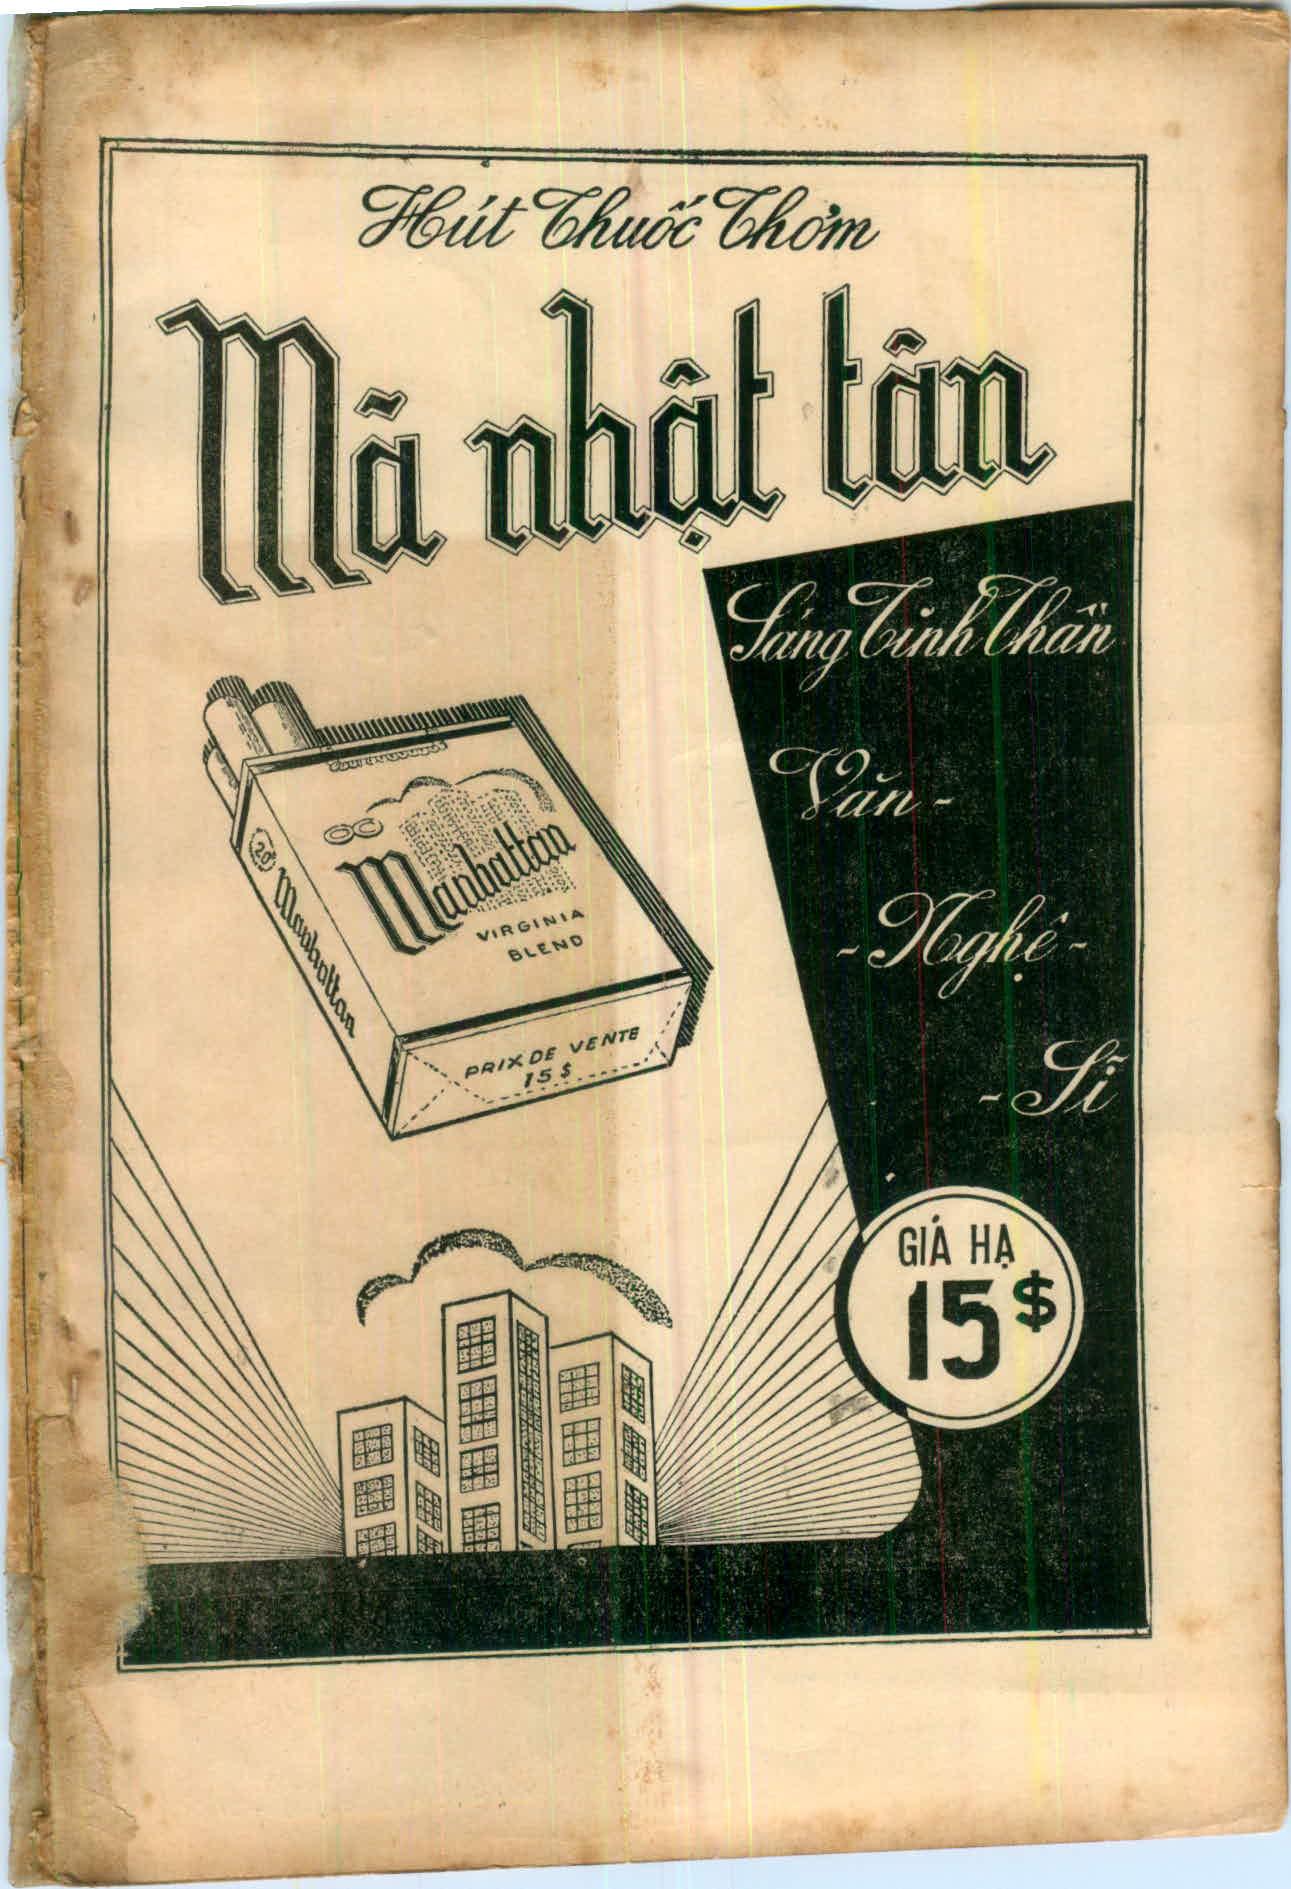 Hút Thuốc Thơm
Mã nhật tân
Sáng Tinh Thần
Văn -
- Nghệ -
- Sĩ
Manhattan
VIRGINIA
BLEND
20
Manhattan
PRIX DE VENTE
15$
GIÁ HẠ
15$